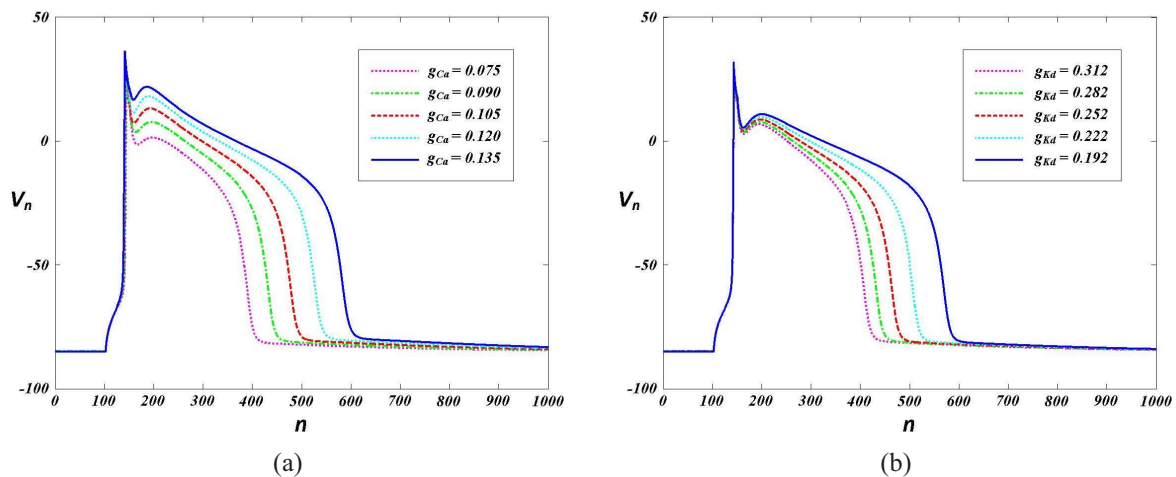 50
0
-50
-100
V_n
0 100 200 300 400 500 600 700 800 900 1000
n
g_Ca = 0.075
g_Ca = 0.090
g_Ca = 0.105
g_Ca = 0.120
g_Ca = 0.135
(a)
50
0
-50
-100
V_n
0 100 200 300 400 500 600 700 800 900 1000
n
g_Kd = 0.312
g_Kd = 0.282
g_Kd = 0.252
g_Kd = 0.222
g_Kd = 0.192
(b)